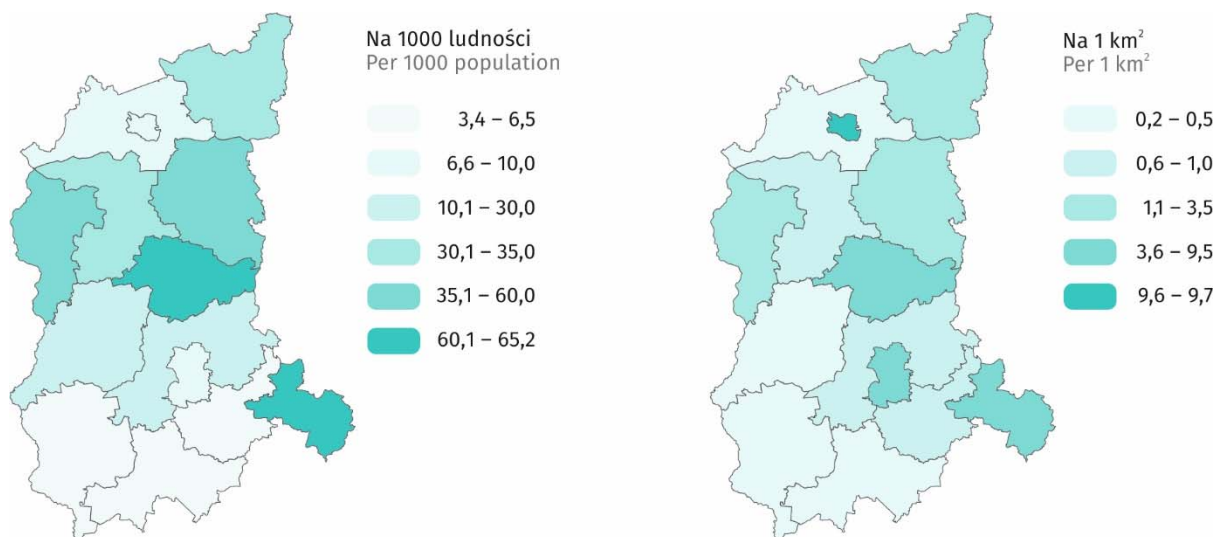 Na 1000 ludności
Per 1000 population
3,4 – 6,5
6,6 – 10,0
10,1 – 30,0
30,1 – 35,0
35,1 – 60,0
60,1 – 65,2
Na 1 km²
Per 1 km²
0,2 – 0,5
0,6 – 1,0
1,1 – 3,5
3,6 – 9,5
9,6 – 9,7